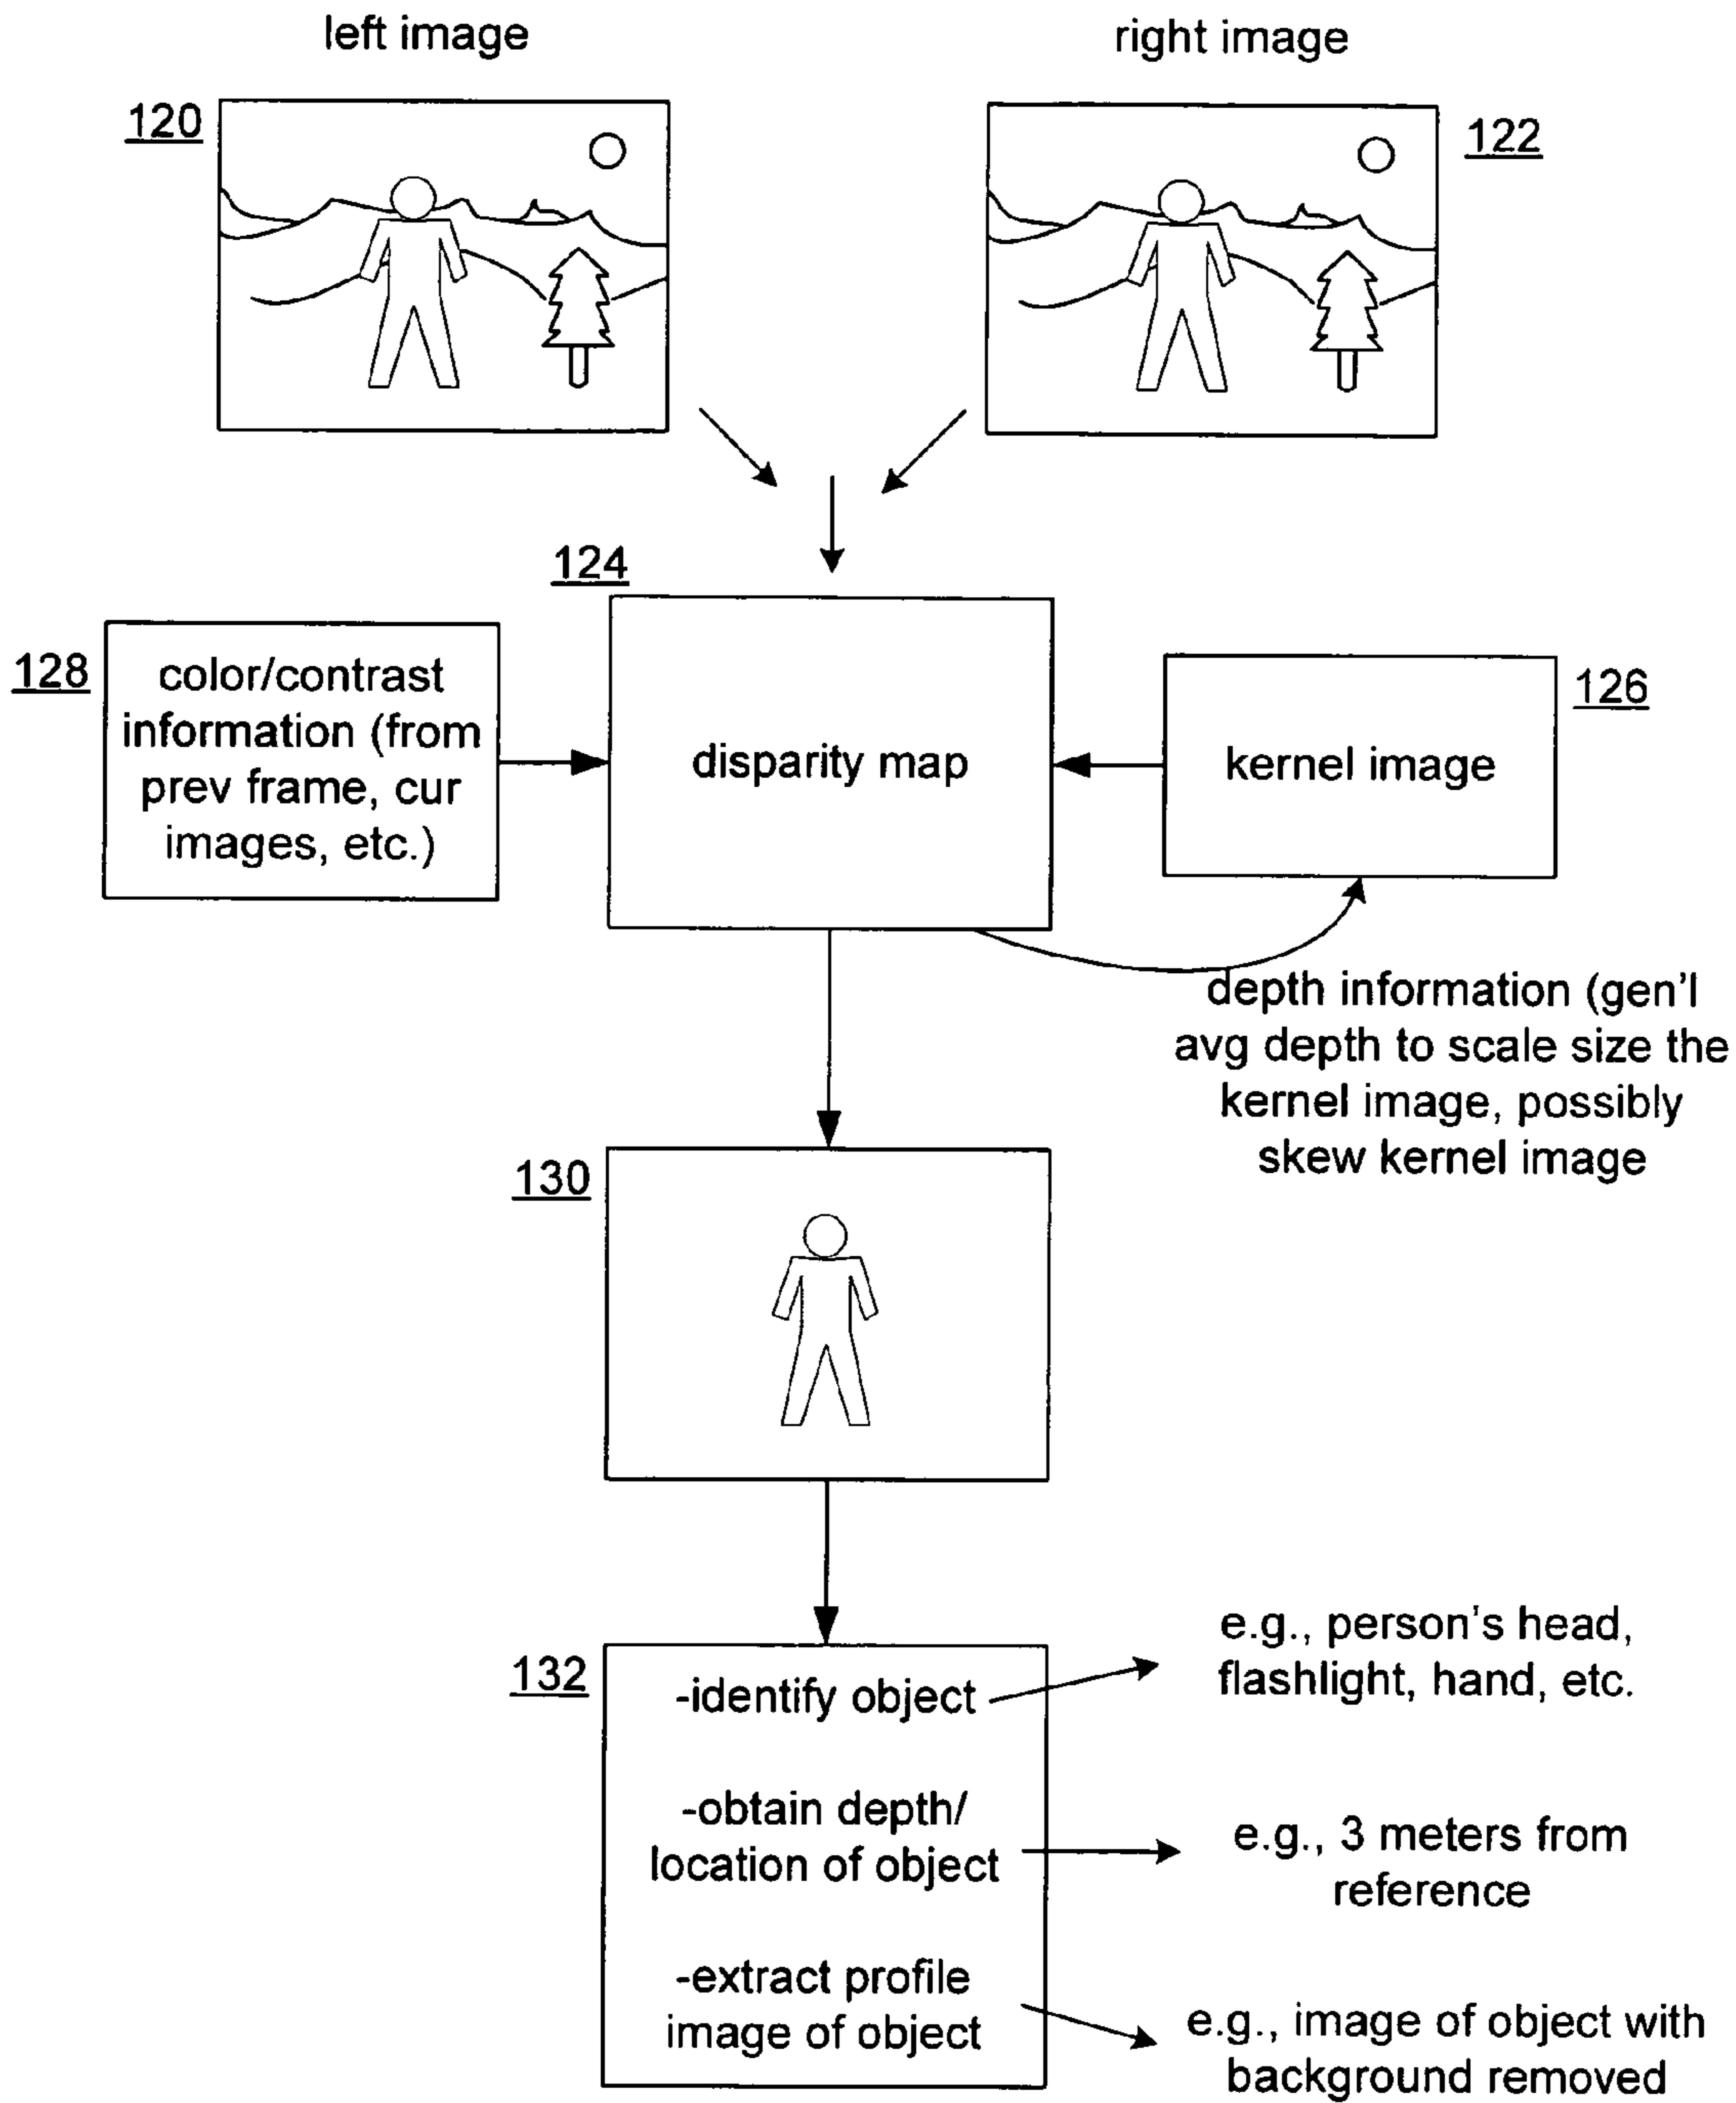 left image
right image
120
122
124
128
color/contrast
information (from
prev frame, cur
images, etc.)
disparity map
kernel image
126
depth information (gen'l
avg depth to scale size the
kernel image, possibly
skew kernel image
130
132
-identify object
e.g., person's head,
flashlight, hand, etc.
-obtain depth/
location of object
e.g., 3 meters from
reference
-extract profile
image of object
e.g., image of object with
background removed